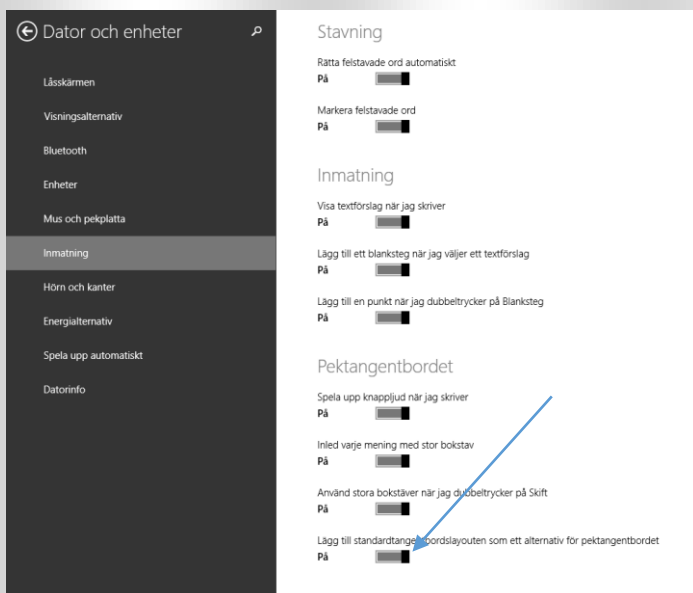 Dator och enheter
Låsskärmen
Visningsalternativ
Bluetooth
Enheter
Mus och pekplatta
Inmatning
Hörn och kanter
Energialternativ
Spela upp automatiskt
Datorinfo
Stavning
Rätta felstavade ord automatiskt
På
Markera felstavade ord
På
Inmatning
Visa textförslag när jag skriver
På
Lägg till ett blanksteg när jag väljer ett textförslag
På
Lägg till en punkt när jag dubbeltrycker på Blanksteg
På
Pektangentbordet
Spela upp knappljud när jag skriver
På
Inled varje mening med stor bokstav
På
Använd stora bokstäver när jag dubbeltrycker på Skift
På
Lägg till standardtangentbordslayouten som ett alternativ för pektangentbordet
På